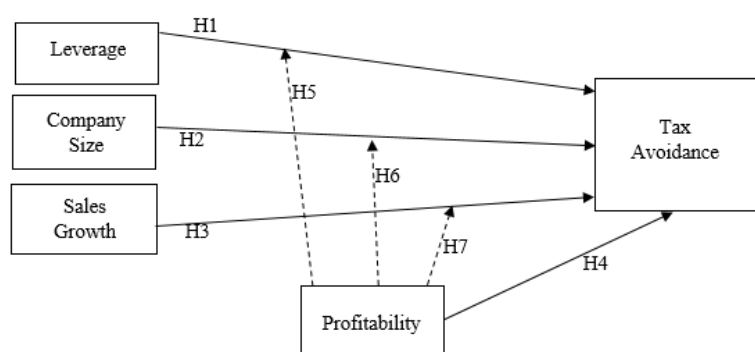 H1
Leverage
H5
Company
Size
H2
Tax
Avoidance
H6
Sales
Growth
H3
H7
H4
Profitability